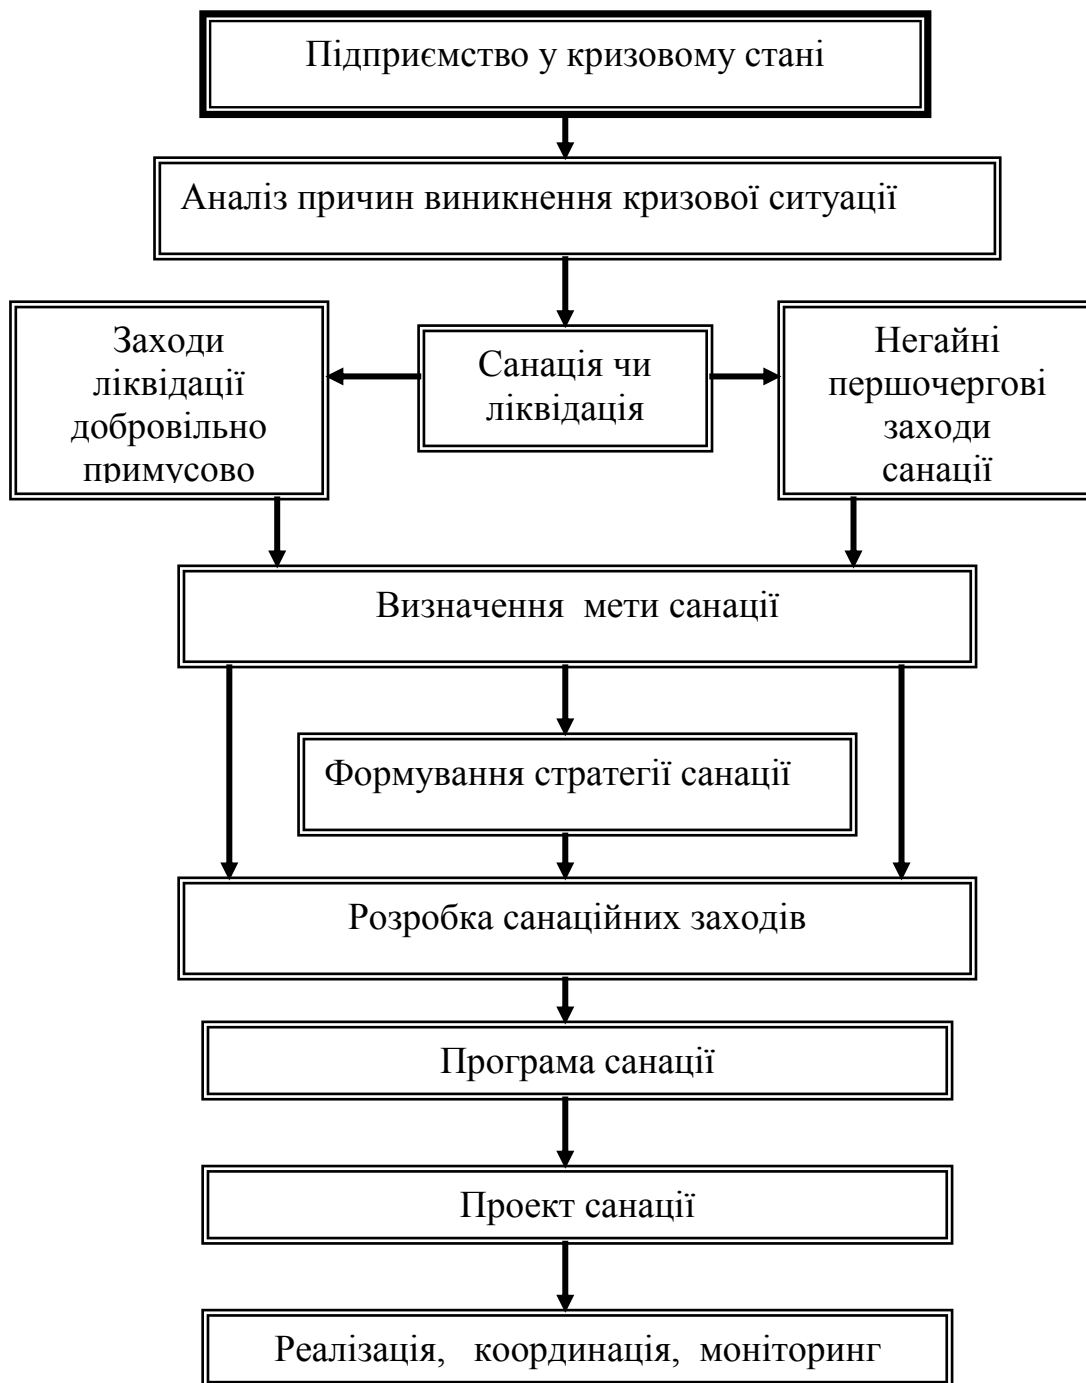 Підприємство у кризовому стані
Аналіз причин виникнення кризової ситуації
Заходи
ліквідації
добровільно
примусово
Санація чи
ліквідація
Негайні
першочергові
заходи
санації
Визначення мети санації
Формування стратегії санації
Розробка санаційних заходів
Програма санації
Проект санації
Реалізація, координація, моніторинг